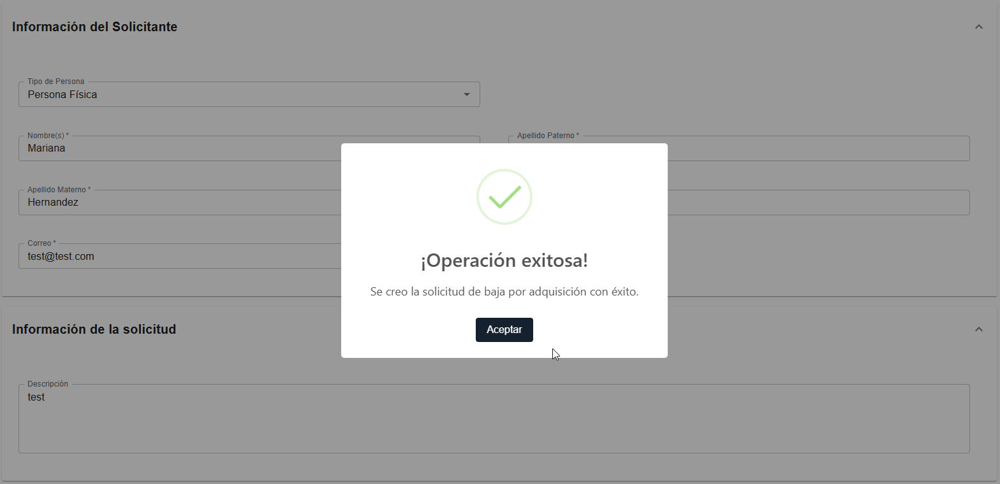 Información del Solicitante
Tipo de Persona
Persona Física
Nombre(s) *
Mariana
Apellido Paterno *
Apellido Materno *
Hernandez
Correo *
test@test.com
¡Operación exitosa!
Se creo la solicitud de baja por adquisición con éxito.
Aceptar
Información de la solicitud
Descripción
test